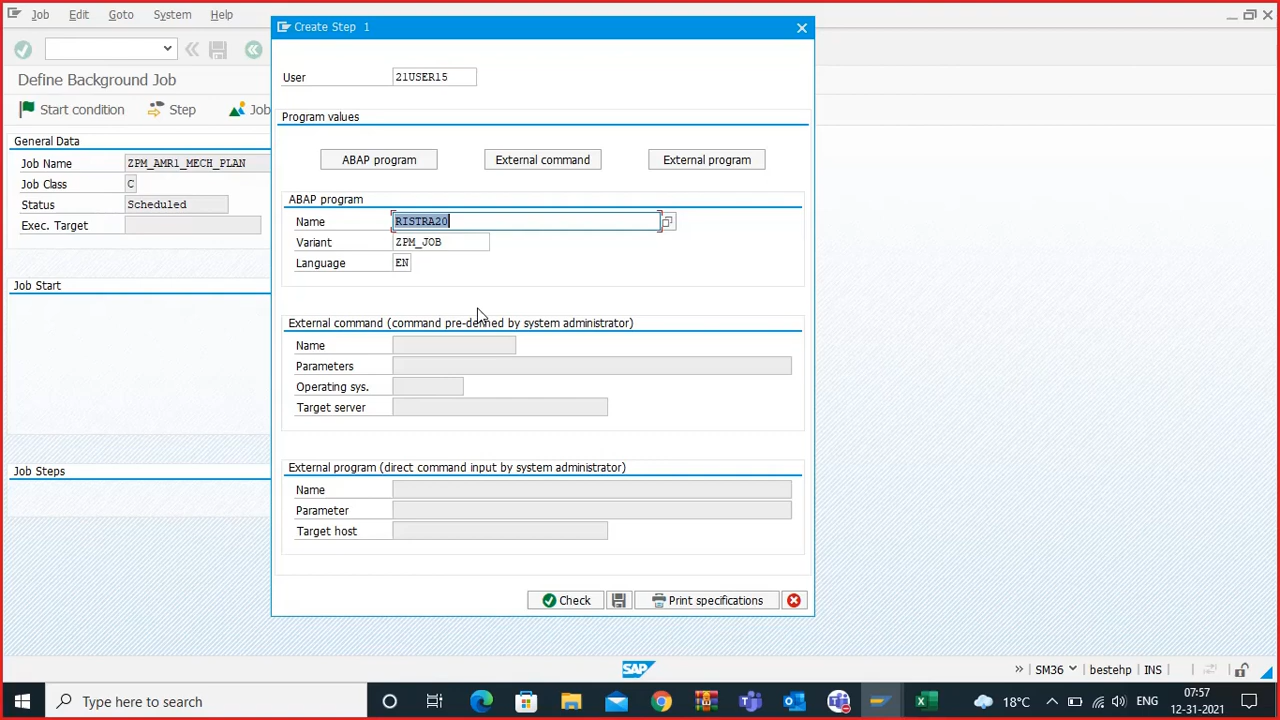 Job Edit Goto System Help
Create Step 1
Define Background Job
Start condition Step Job
General Data
Job Name ZPM_AMR1_MECH_PLAN
Job Class C
Status Scheduled
Exec. Target
Job Start
Job Steps
User 21USER15
Program values
ABAP program External command External program
ABAP program
Name RISTRA20
Variant ZPM_JOB
Language EN
External command (command pre-defined by system administrator)
Name
Parameters
Operating sys.
Target server
External program (direct command input by system administrator)
Name
Parameter
Target host
Check Print specifications
SAP
SM36 bestehp INS
Type here to search
18°C ENG
07:57
12-31-2021